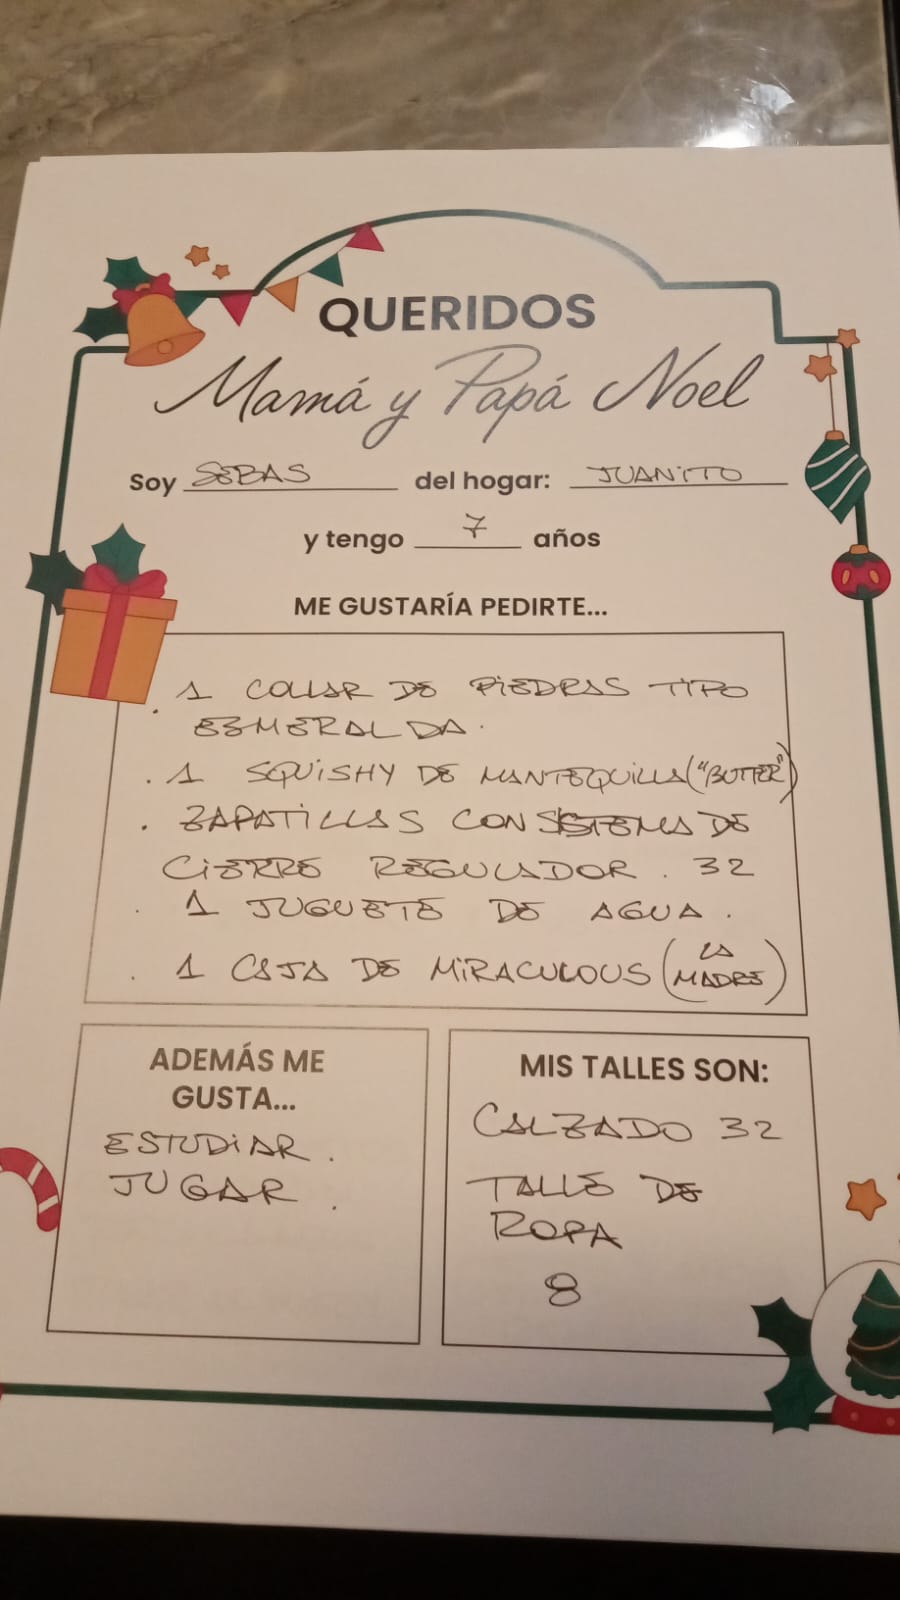 QUERIDOS
Mamá y Papá Noel
Soy SEBAS del hogar: JUANITO
y tengo 7 años
ME GUSTARÍA PEDIRTE...
. 1 COLLAR DE PIEDRAS TIPO
ESMERALDA.
. 1 SQUISHY DE MANTEQUILLA ("BUTTER")
. ZAPATILLAS CON SISTEMA DE
CIERRE REGULADOR. 32
. 1 JUGUETE DE AGUA.
. 1 CAJA DE MIRACULOUS (LA MADRE)
ADEMÁS ME
GUSTA...
ESTUDIAR.
JUGAR.
MIS TALLES SON:
CALZADO 32
TALLE DE
ROPA
8